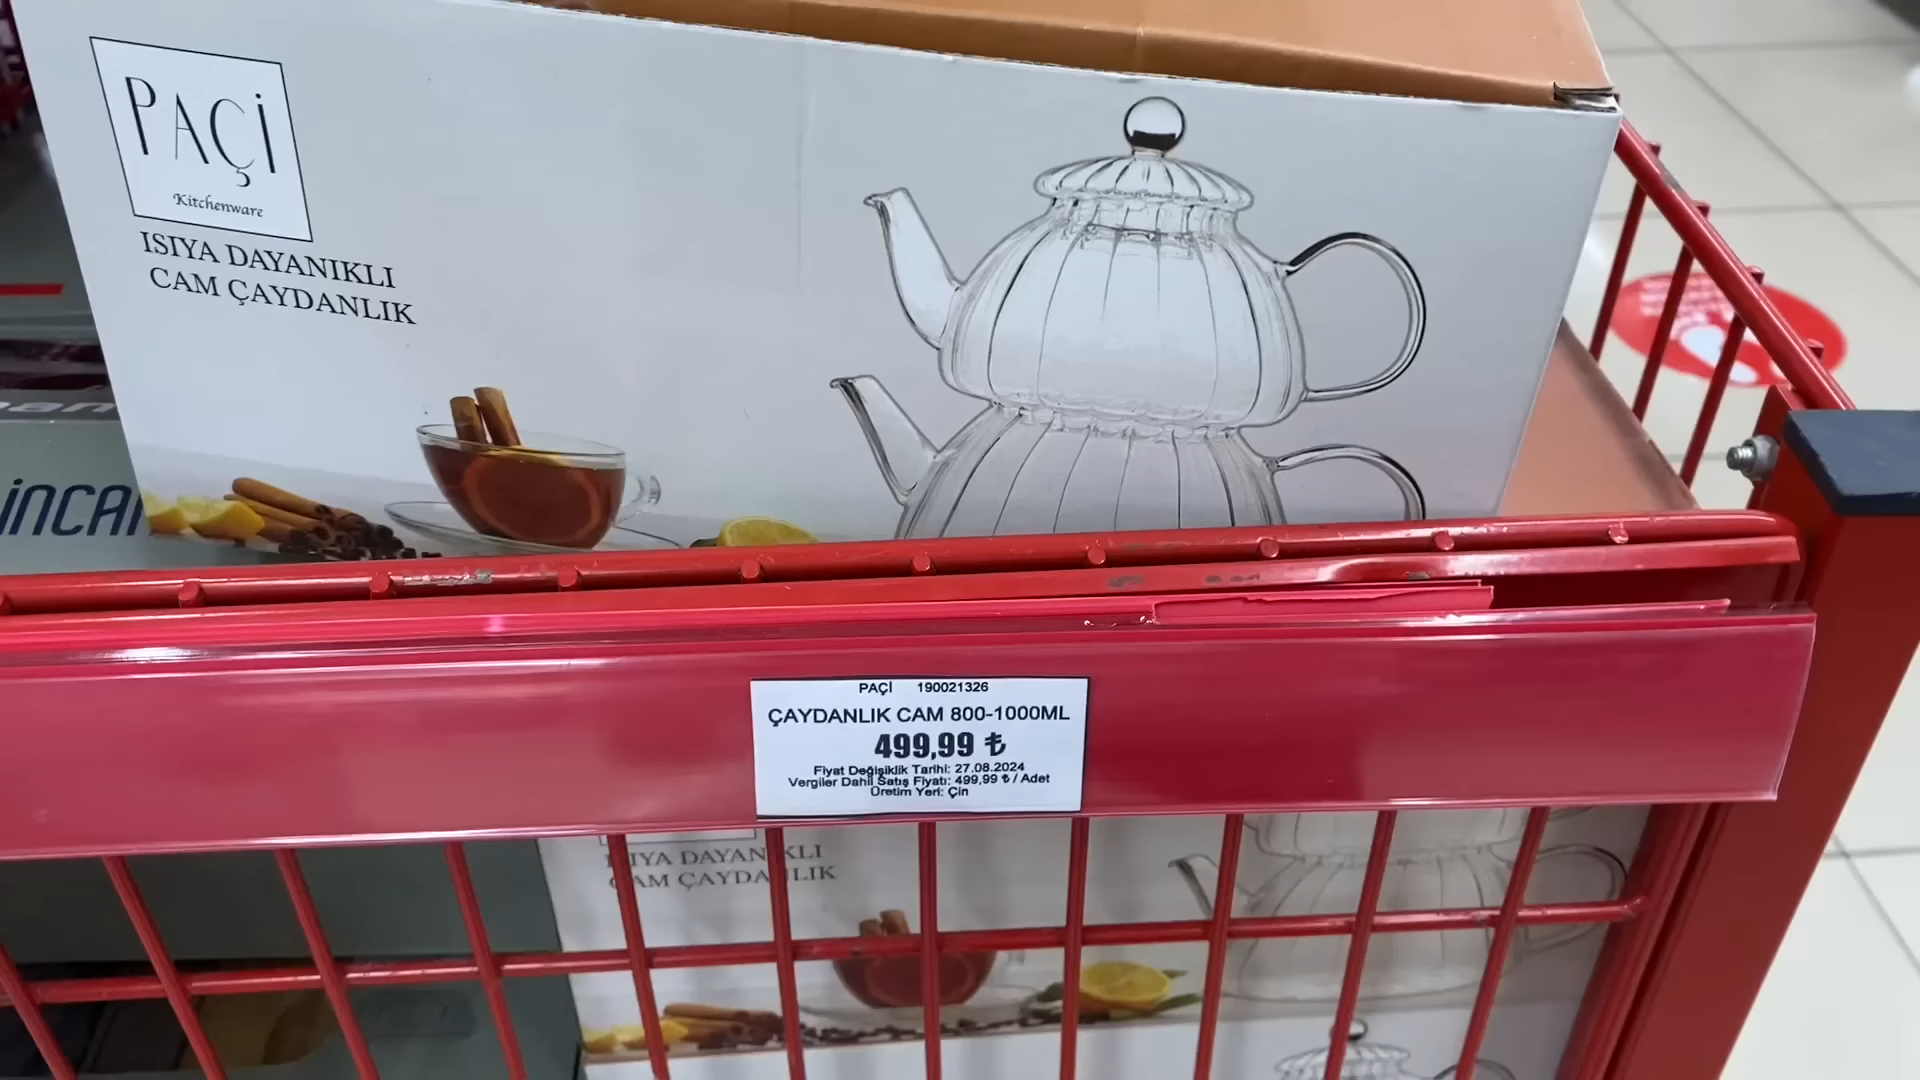 PAÇİ
Kitchenware
ISIYA DAYANIKLI
CAM ÇAYDANLIK
İNCAN
PAÇİ 190021326
ÇAYDANLIK CAM 800-1000ML
499,99 ₺
Fiyat Değişiklik Tarihi: 27.08.2024
Vergiler Dahil Satış Fiyatı: 499,99 ₺ / Adet
Üretim Yeri: Çin
ISIYA DAYANIKLI
CAM ÇAYDANLIK